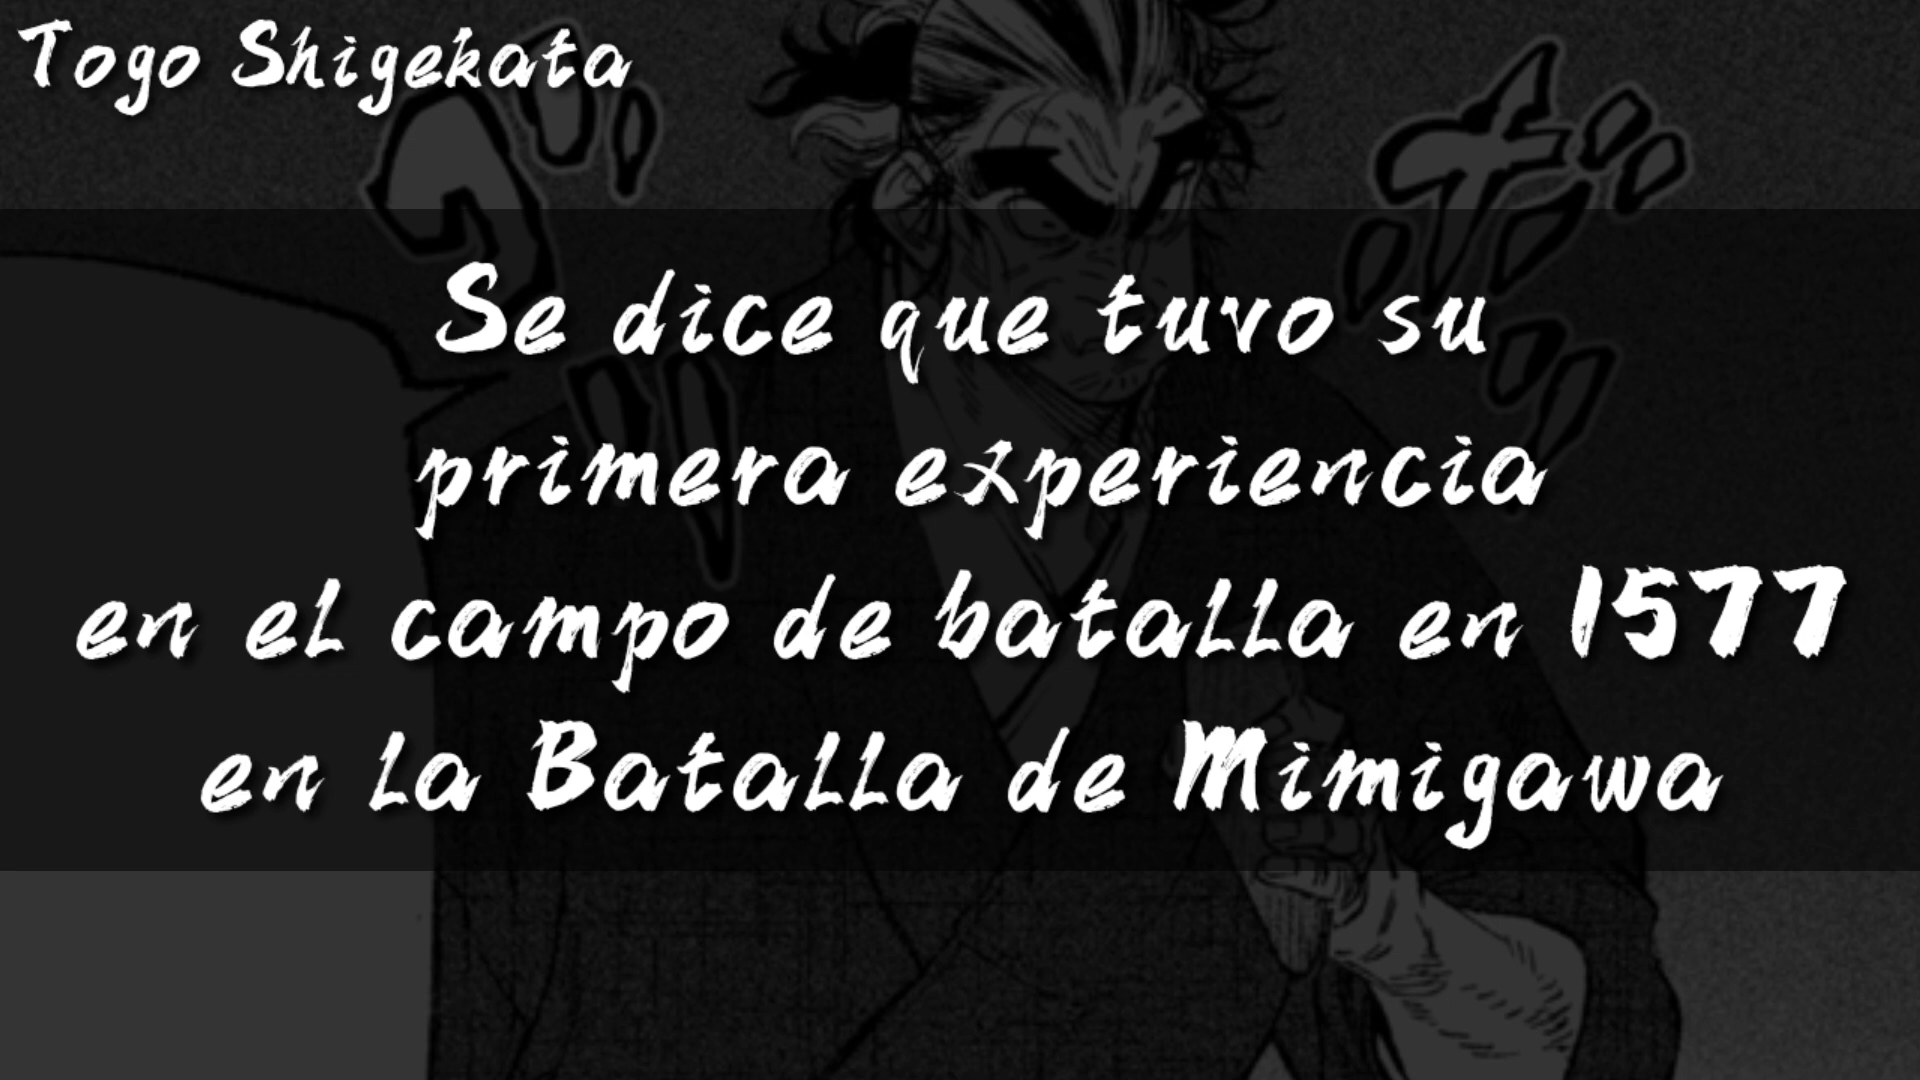 Togo Shigekata
Se dice que tuvo su
primera experiencia
en el campo de batalla en 1577
en la Batalla de Mimigawa